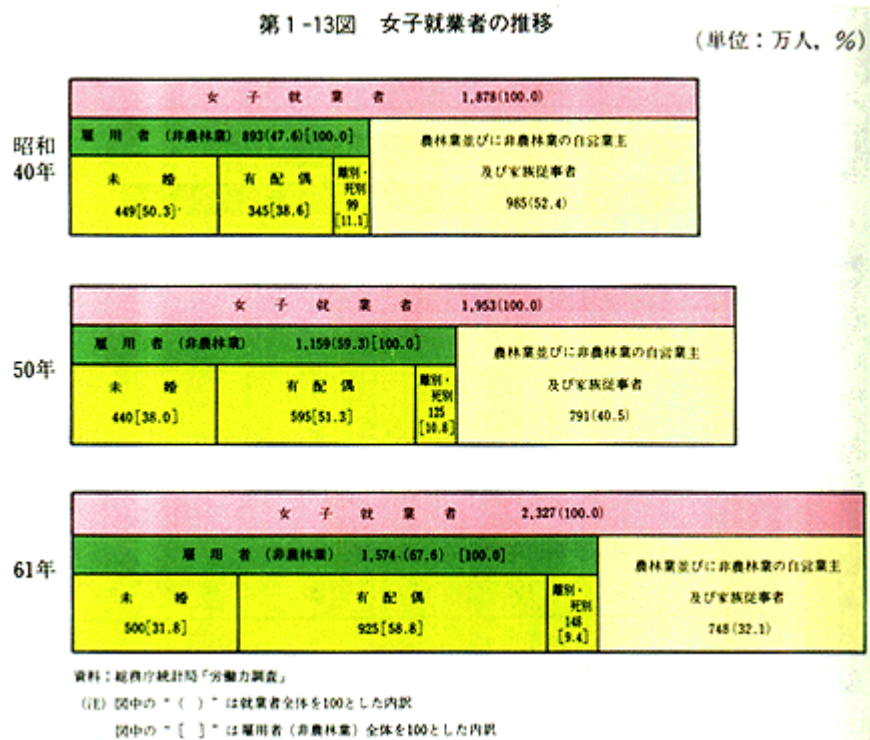 第1-13図 女子就業者の推移
(単位：万人，%)
昭和
40年
女子就業者 1,878(100.0)
雇用者(非農林業) 893(47.6)[100.0]
農林業並びに非農林業の自営業主
及び家族従事者
985(52.4)
未婚
449[50.3]
有配偶
345[38.6]
離別・
死別
99
[11.1]
50年
女子就業者 1,953(100.0)
雇用者(非農林業) 1,159(59.3)[100.0]
農林業並びに非農林業の自営業主
及び家族従事者
791(40.5)
未婚
440[38.0]
有配偶
595[51.3]
離別・
死別
125
[10.8]
61年
女子就業者 2,327(100.0)
雇用者(非農林業) 1,574(67.6) [100.0]
農林業並びに非農林業の自営業主
及び家族従事者
748(32.1)
未婚
500[31.8]
有配偶
925[58.8]
離別・
死別
148
[9.4]
資料：総務庁統計局「労働力調査」
(注) 図中の“( )”は就業者全体を100とした内訳
図中の“[ ]”は雇用者(非農林業)全体を100とした内訳